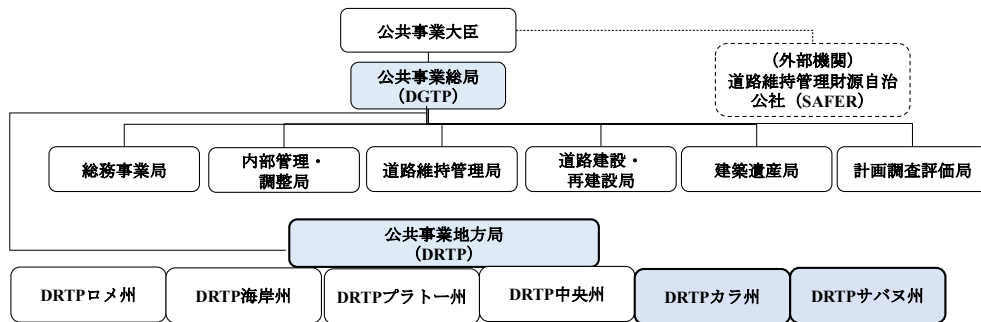 公共事業大臣
(外部機関)
道路維持管理財源自治
公社（SAFER）
公共事業総局
（DGTP）
総務事業局
内部管理・
調整局
道路維持管理局
道路建設・
再建設局
建築遺産局
計画調査評価局
公共事業地方局
（DRTP）
DRTPロメ州
DRTP海岸州
DRTPプラトー州
DRTP中央州
DRTPカラ州
DRTPサバヌ州